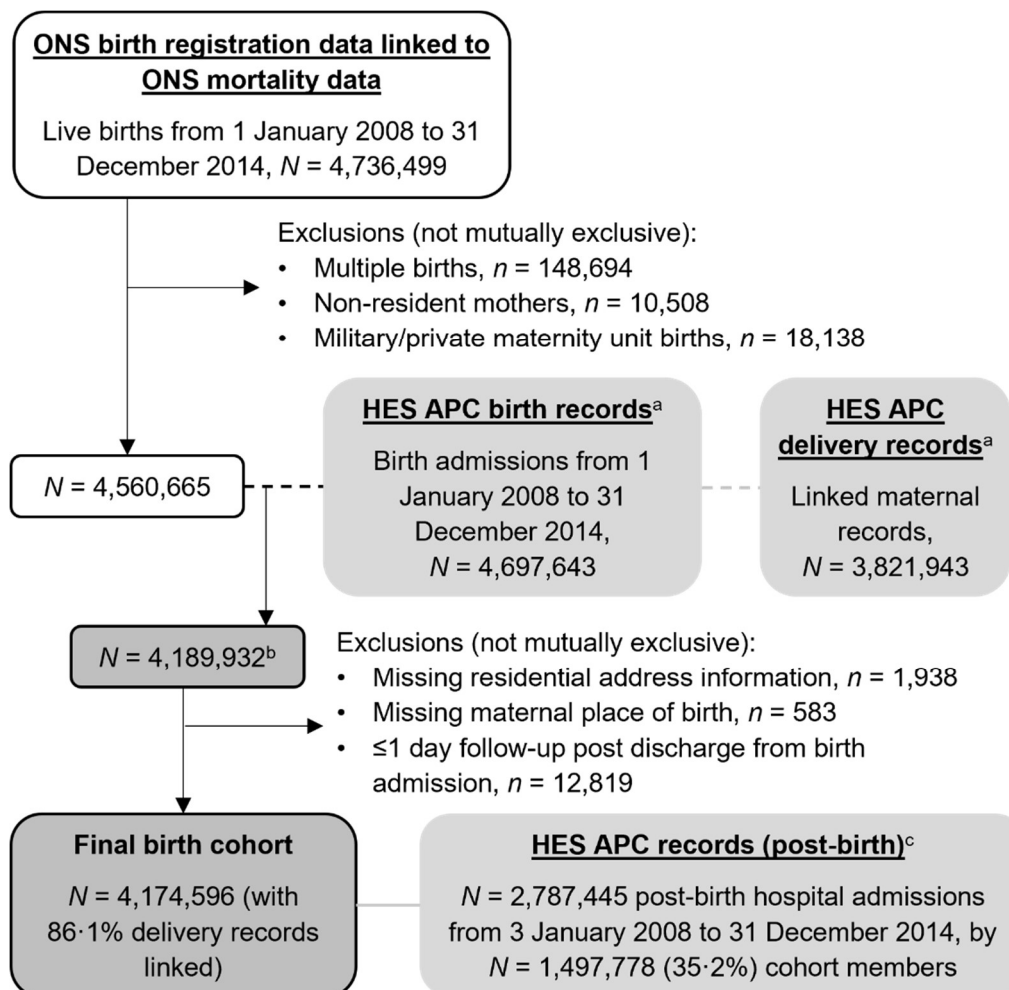 ONS birth registration data linked to
ONS mortality data
Live births from 1 January 2008 to 31
December 2014, N = 4,736,499
Exclusions (not mutually exclusive):
• Multiple births, n = 148,694
• Non-resident mothers, n = 10,508
• Military/private maternity unit births, n = 18,138
N = 4,560,665
HES APC birth recordsᵃ
Birth admissions from 1
January 2008 to 31
December 2014,
N = 4,697,643
HES APC
delivery recordsᵃ
Linked maternal
records,
N = 3,821,943
N = 4,189,932ᵇ
Exclusions (not mutually exclusive):
• Missing residential address information, n = 1,938
• Missing maternal place of birth, n = 583
• ≤1 day follow-up post discharge from birth
admission, n = 12,819
Final birth cohort
N = 4,174,596 (with
86·1% delivery records
linked)
HES APC records (post-birth)ᶜ
N = 2,787,445 post-birth hospital admissions
from 3 January 2008 to 31 December 2014, by
N = 1,497,778 (35·2%) cohort members